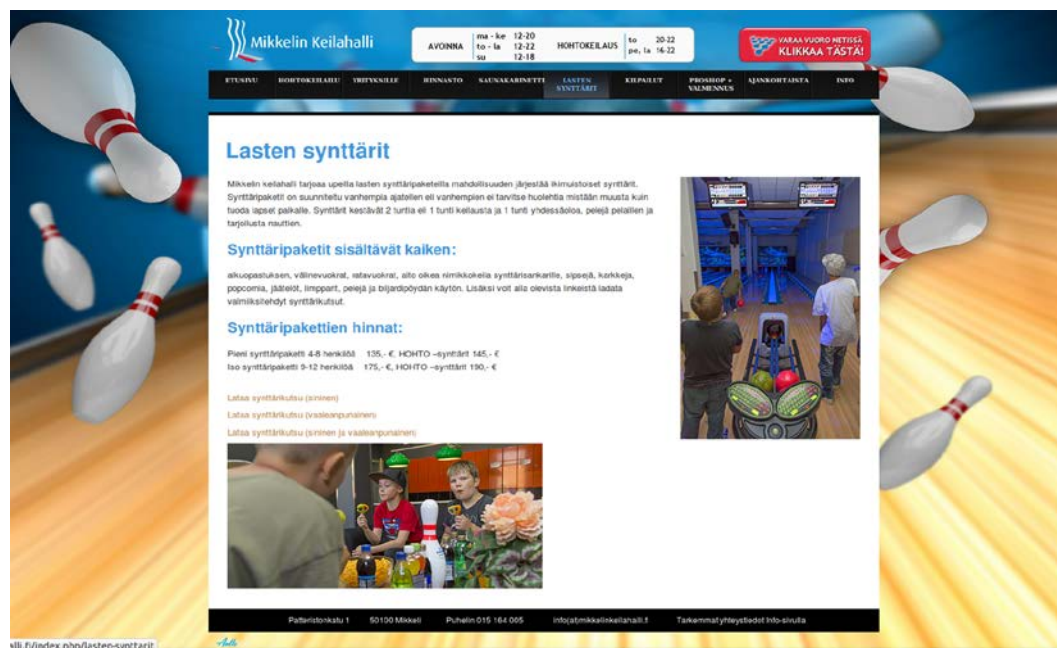 Mikkelin Keilahalli
AVOINNA
ma - ke 12-20
to - la 12-22
su 12-18
HOHTOKEILAUS
to 20-22
pe, la 16-22
VARAA VUORO NETISSÄ
KLIKKAA TÄSTÄ!
ETUSIVU HOHTOKEILAILU YRITYKSILLE HINNASTO SAUNAKABINETTI LASTEN SYNTTÄRIT KILPAILUT PROSHOP + VALMENNUS AJANKOHTAISTA INFO
Lasten synttärit
Mikkelin keilahalli tarjoaa upeilla lasten synttäripaketeilla mahdollisuuden järjestää ikimuistoiset synttärit.
Synttäripaketit on suunniteltu vanhempia ajatellen eli vanhempien ei tarvitse huolehtia mistään muusta kuin
tuoda lapset paikalle. Synttärit kestävät 2 tuntia eli 1 tunti keilausta ja 1 tunti yhdessäoloa, pelejä pelaillen ja
tarjoilusta nauttien.
Synttäripaketit sisältävät kaiken:
alkuopastuksen, välinevuokrat, ratavuokrat, aito oikea nimikkokeila synttärisankarille, sipsejä, karkkeja,
popcornia, jäätelöt, limpparit, pelejä ja biljardipöydän käytön. Lisäksi voit alla olevista linkeistä ladata
valmiiksitehdyt synttärikutsut.
Synttäripakettien hinnat:
Pieni synttäripaketti 4-8 henkilöä 135,- €, HOHTO –synttärit 145,- €
Iso synttäripaketti 9-12 henkilöä 175,- €, HOHTO –synttärit 190,- €
Lataa synttärikutsu (sininen)
Lataa synttärikutsu (vaaleanpunainen)
Lataa synttärikutsu (sininen ja vaaleanpunainen)
Patteristonkatu 1 50100 Mikkeli Puhelin 015 164 005 info(at)mikkelinkeilahalli.fi Tarkemmat yhteystiedot Info-sivulla
alli.fi/index.php/lasten-synttarit